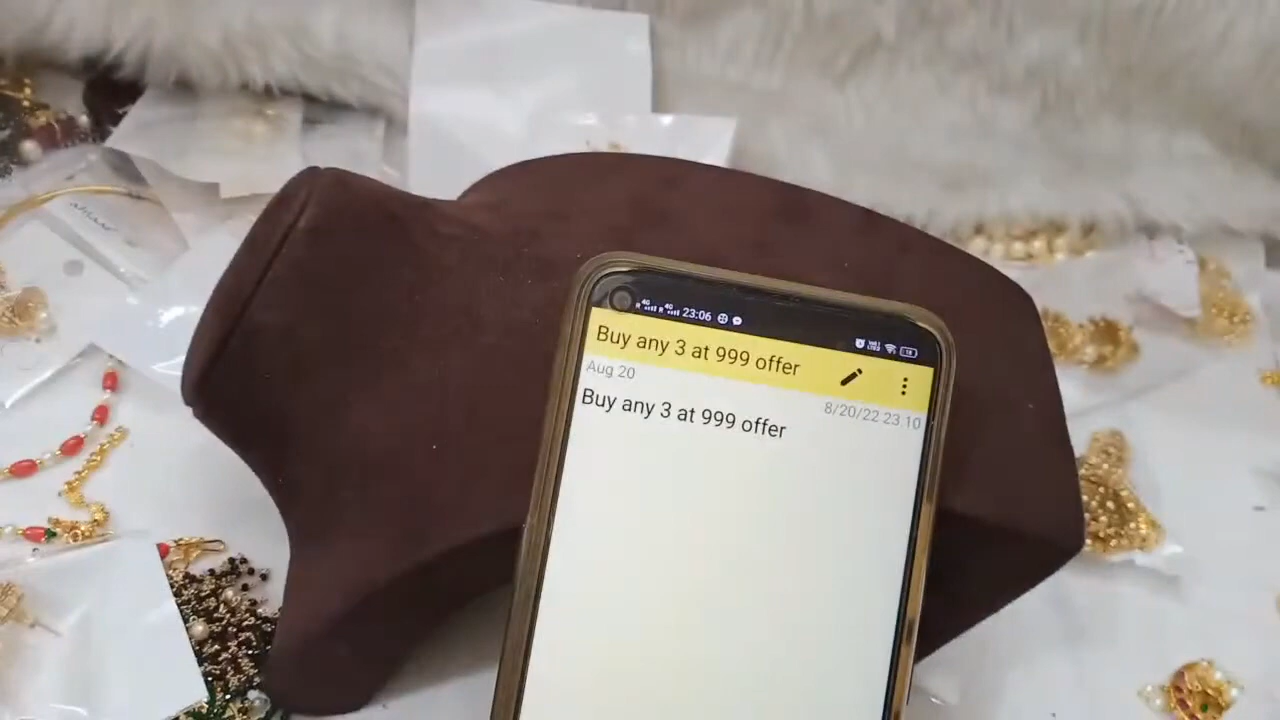 23:06
Buy any 3 at 999 offer
Aug 20
8/20/22 23.10
Buy any 3 at 999 offer